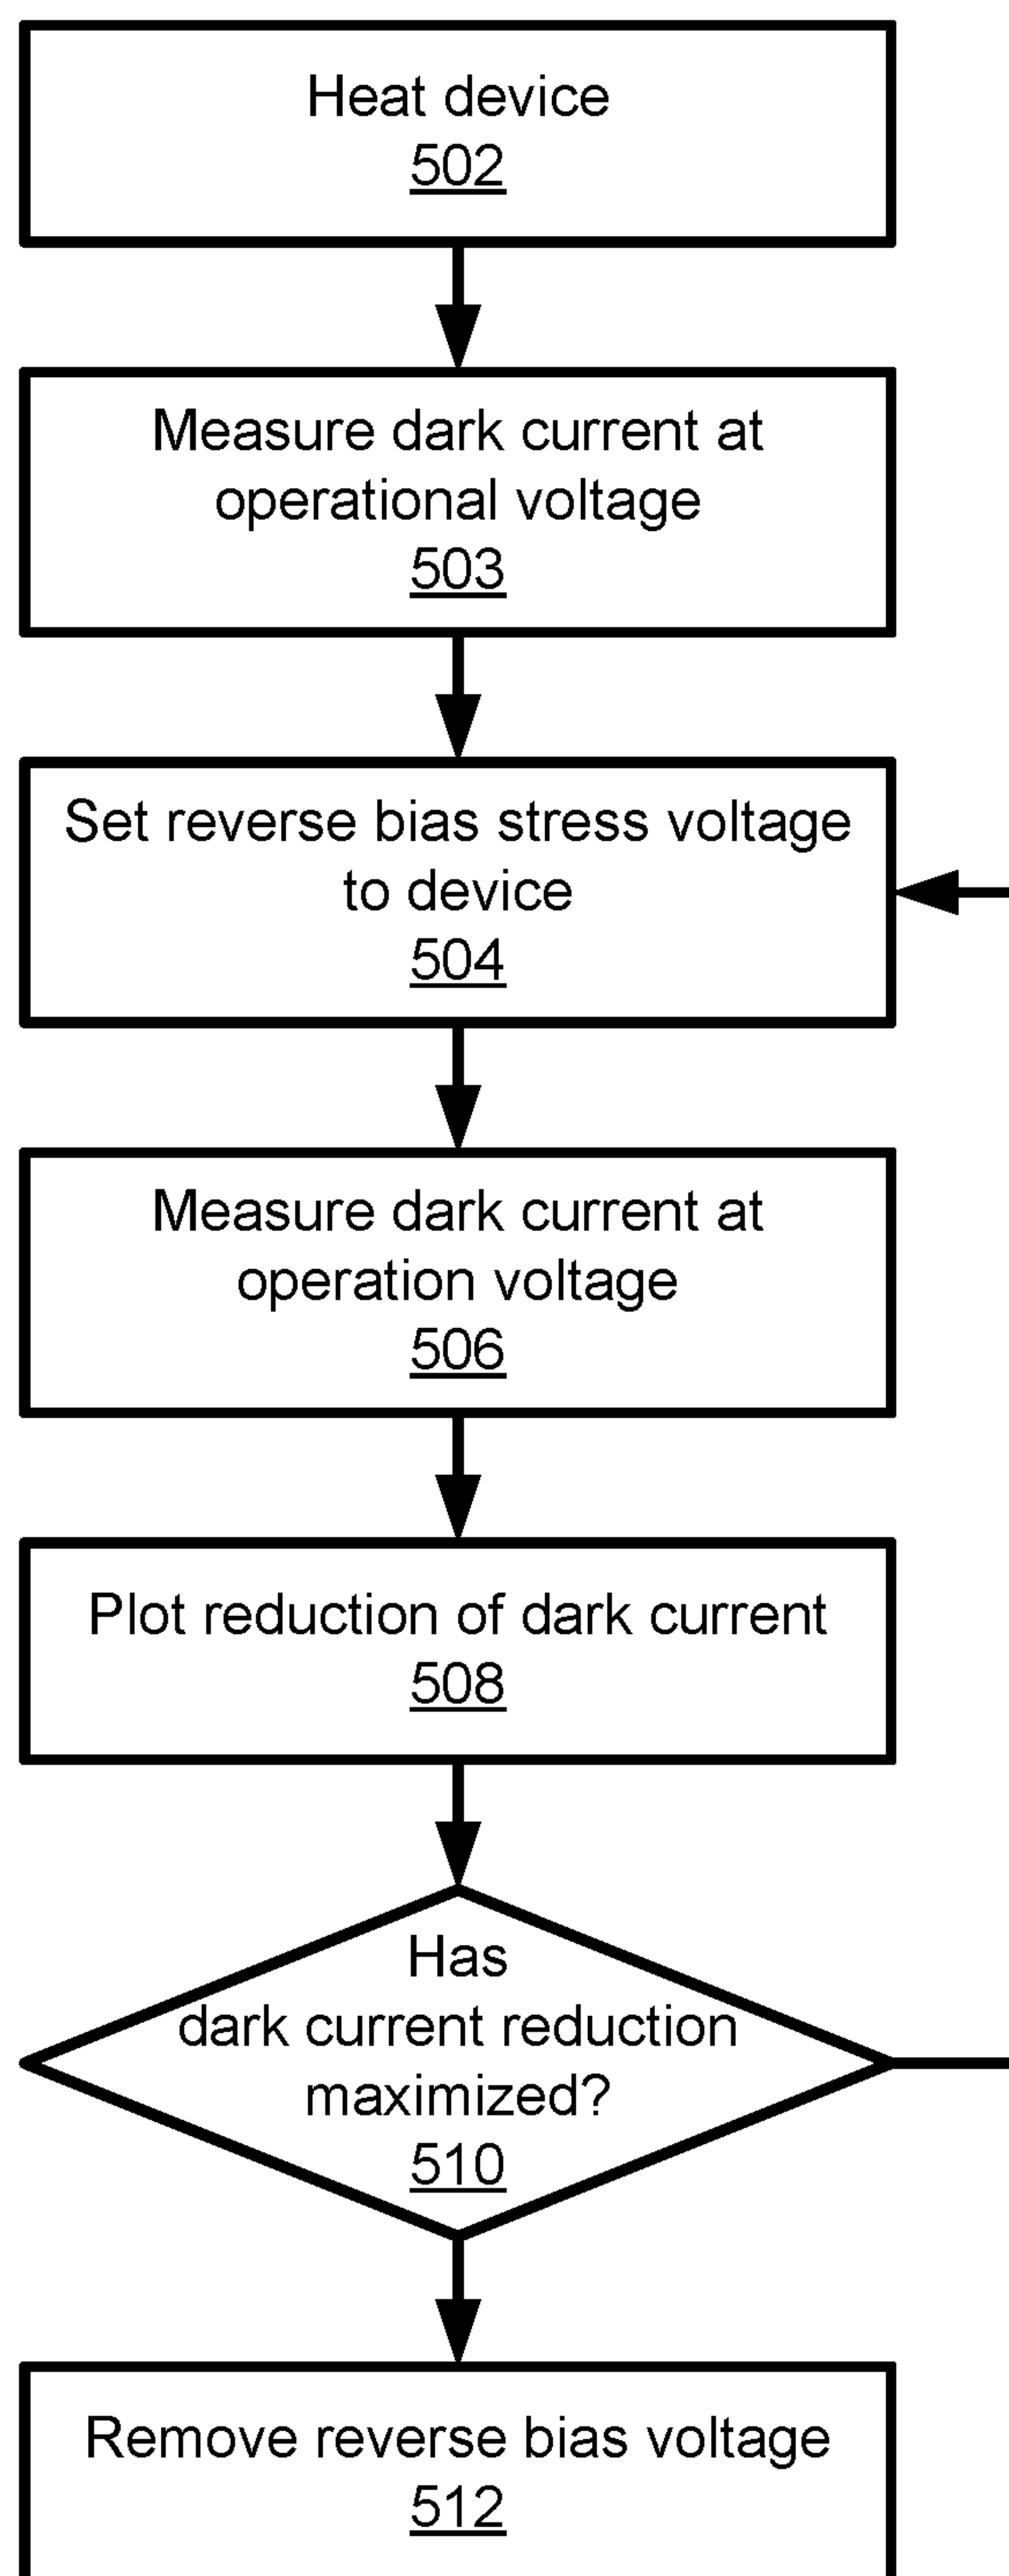 Heat device
502
Measure dark current at
operational voltage
503
Set reverse bias stress voltage
to device
504
Measure dark current at
operation voltage
506
Plot reduction of dark current
508
Has
dark current reduction
maximized?
510
Remove reverse bias voltage
512